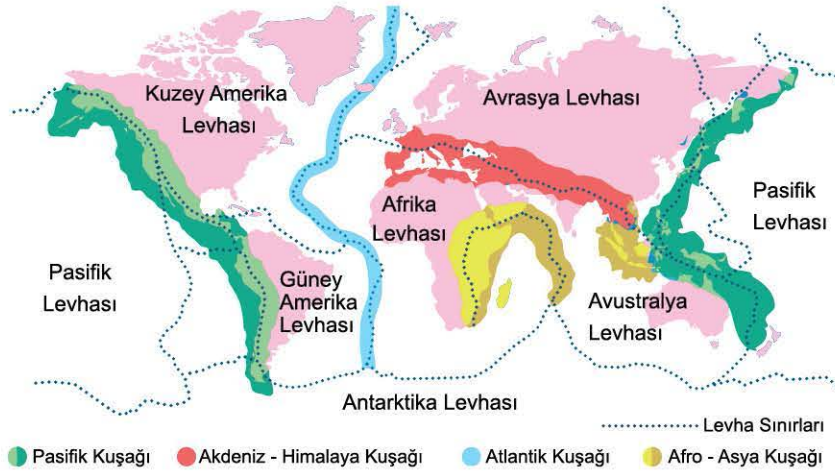 Kuzey Amerika
Levhası
Avrasya Levhası
Afrika
Levhası
Pasifik
Levhası
Pasifik
Levhası
Güney
Amerika
Levhası
Avustralya
Levhası
Antarktika Levhası
Levha Sınırları
Pasifik Kuşağı
Akdeniz - Himalaya Kuşağı
Atlantik Kuşağı
Afro - Asya Kuşağı